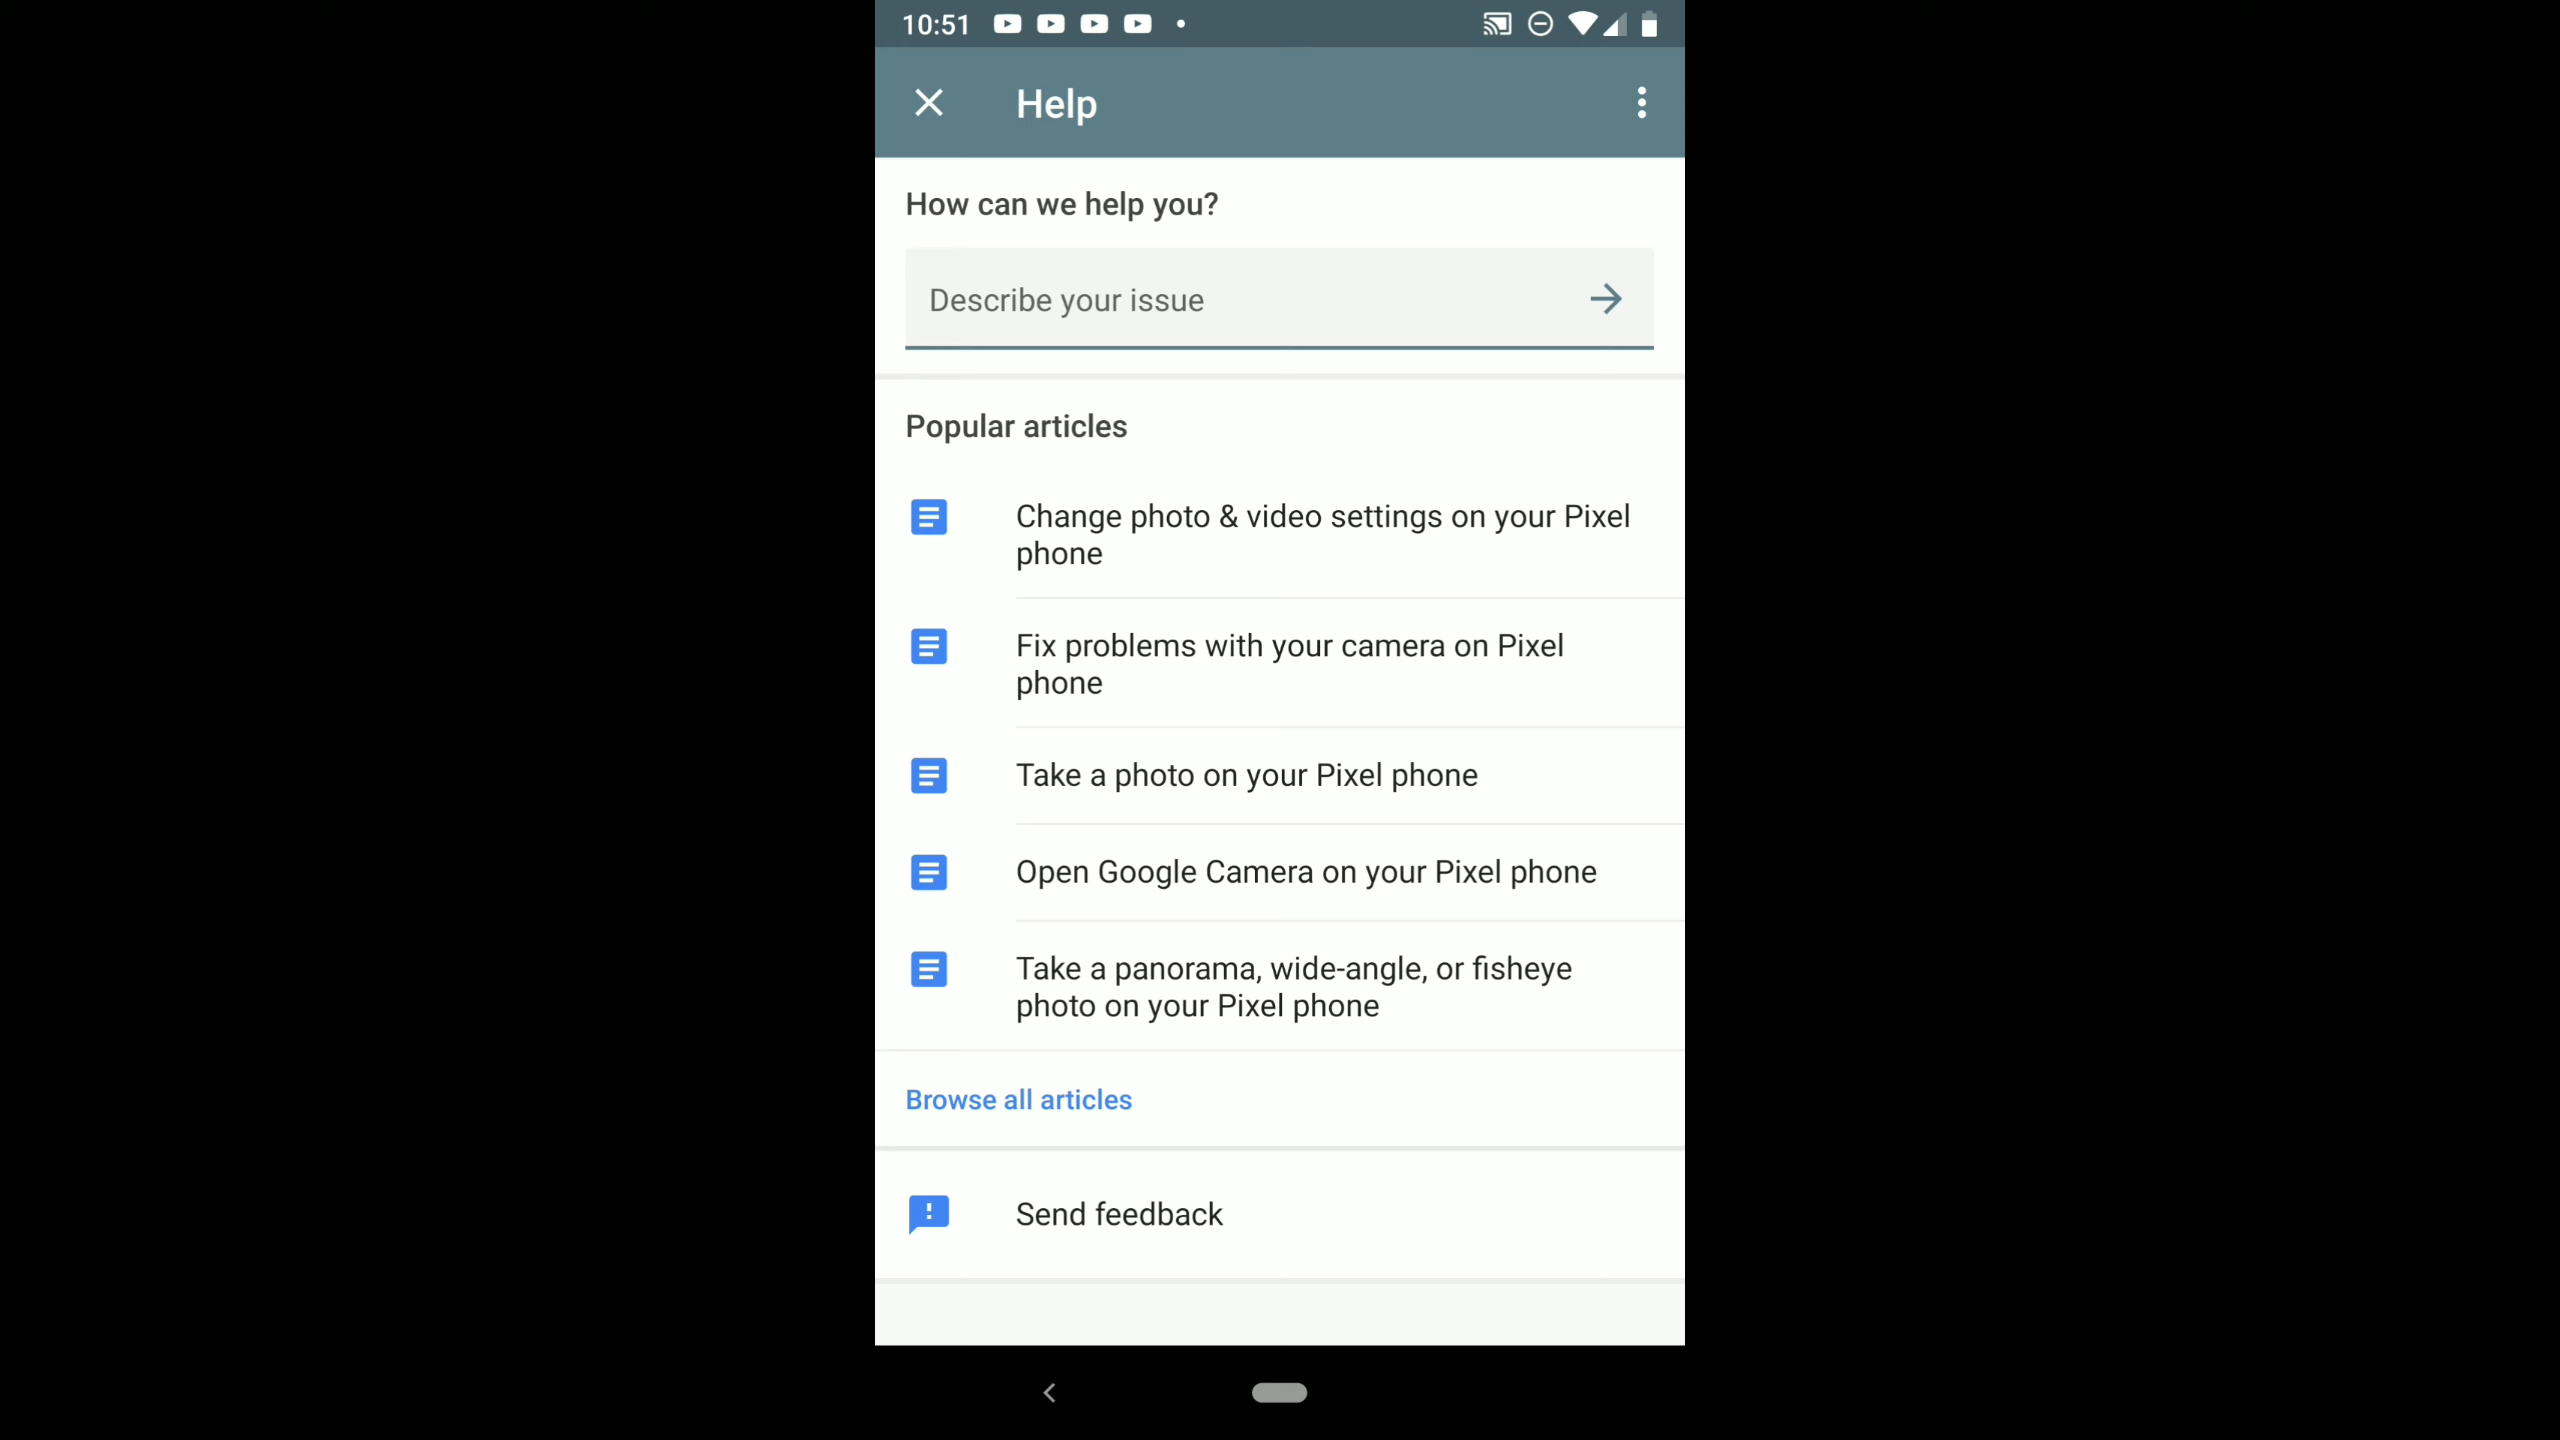 10:51
Help
How can we help you?
Describe your issue
Popular articles
Change photo & video settings on your Pixel
phone
Fix problems with your camera on Pixel
phone
Take a photo on your Pixel phone
Open Google Camera on your Pixel phone
Take a panorama, wide-angle, or fisheye
photo on your Pixel phone
Browse all articles
Send feedback